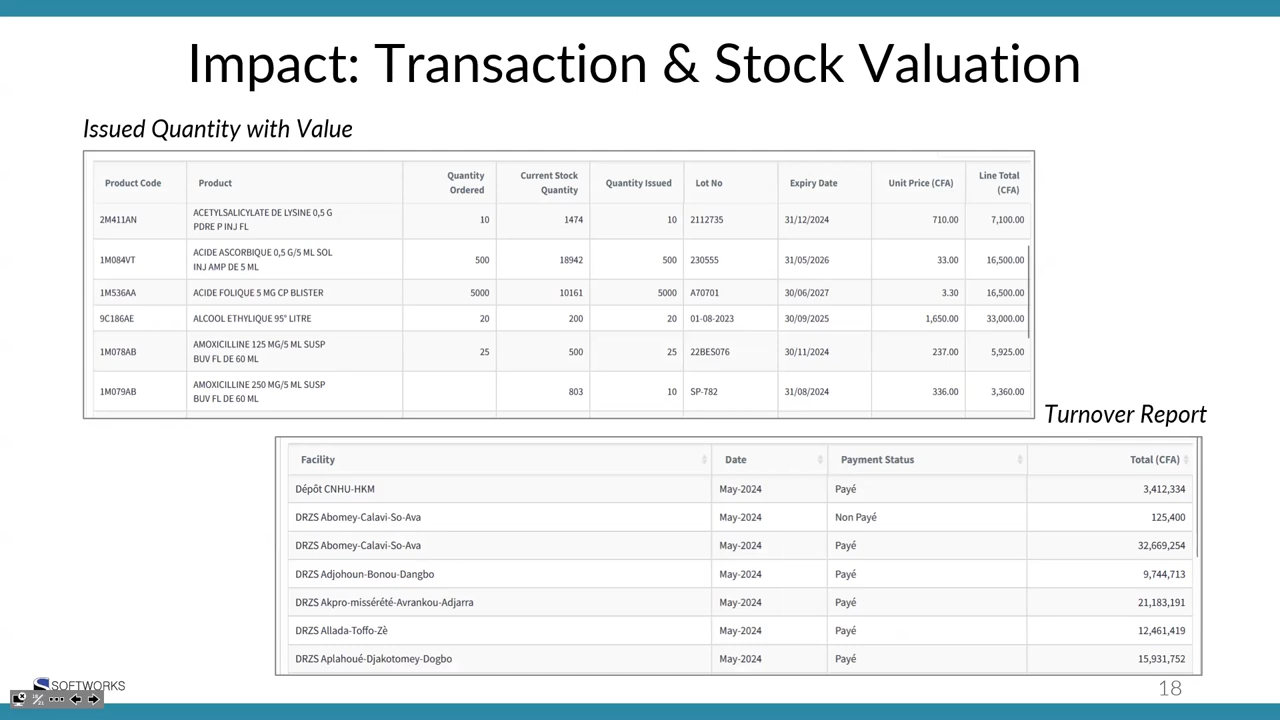 Impact: Transaction & Stock Valuation
Issued Quantity with Value
Product Code Product Quantity Ordered Current Stock Quantity Quantity Issued Lot No Expiry Date Unit Price (CFA) Line Total (CFA)
2M411AN ACETYLSALICYLATE DE LYSINE 0,5 G PDRE P INJ FL 10 1474 10 2112735 31/12/2024 710.00 7,100.00
1M084VT ACIDE ASCORBIQUE 0,5 G/5 ML SOL INJ AMP DE 5 ML 500 18942 500 230555 31/05/2026 33.00 16,500.00
1M536AA ACIDE FOLIQUE 5 MG CP BLISTER 5000 10161 5000 A70701 30/06/2027 3.30 16,500.00
9C186AE ALCOOL ETHYLIQUE 95° LITRE 20 200 20 01-08-2023 30/09/2025 1,650.00 33,000.00
1M078AB AMOXICILLINE 125 MG/5 ML SUSP BUV FL DE 60 ML 25 500 25 22BES076 30/11/2024 237.00 5,925.00
1M079AB AMOXICILLINE 250 MG/5 ML SUSP BUV FL DE 60 ML 803 10 SP-782 31/08/2024 336.00 3,360.00
Turnover Report
Facility Date Payment Status Total (CFA)
Dépôt CNHU-HKM May-2024 Payé 3,412,334
DRZS Abomey-Calavi-So-Ava May-2024 Non Payé 125,400
DRZS Abomey-Calavi-So-Ava May-2024 Payé 32,669,254
DRZS Adjohoun-Bonou-Dangbo May-2024 Payé 9,744,713
DRZS Akpro-missérété-Avrankou-Adjarra May-2024 Payé 21,183,191
DRZS Allada-Toffo-Zè May-2024 Payé 12,461,419
DRZS Aplahoué-Djakotomey-Dogbo May-2024 Payé 15,931,752
SOFTWORKS
18